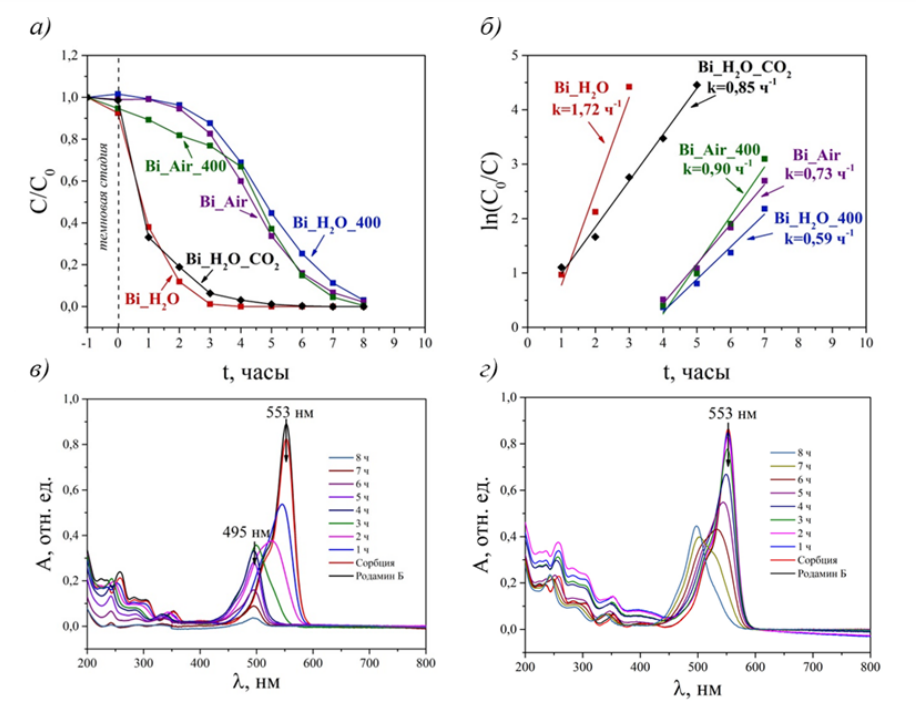 а)
C/C₀
1,2
1,0
0,8
0,6
0,4
0,2
0,0
темновая стадия
Bi_Air_400
Bi_Air
Bi_H₂O_400
Bi_H₂O_CO₂
Bi_H₂O
-1 0 1 2 3 4 5 6 7 8 9 10
t, часы
б)
ln(C₀/C)
5
4
3
2
1
0
Bi_H₂O_CO₂
k=0,85 ч⁻¹
Bi_H₂O
k=1,72 ч⁻¹
Bi_Air_400
k=0,90 ч⁻¹
Bi_Air
k=0,73 ч⁻¹
Bi_H₂O_400
k=0,59 ч⁻¹
0 1 2 3 4 5 6 7 8 9 10
t, часы
в)
A, отн. ед.
1,0
0,8
0,6
0,4
0,2
0,0
553 нм
495 нм
8 ч
7 ч
6 ч
5 ч
4 ч
3 ч
2 ч
1 ч
Сорбция
Родамин Б
200 300 400 500 600 700 800
λ, нм
г)
A, отн. ед.
1,0
0,8
0,6
0,4
0,2
0,0
553 нм
8 ч
7 ч
6 ч
5 ч
4 ч
3 ч
2 ч
1 ч
Сорбция
Родамин Б
200 300 400 500 600 700 800
λ, нм